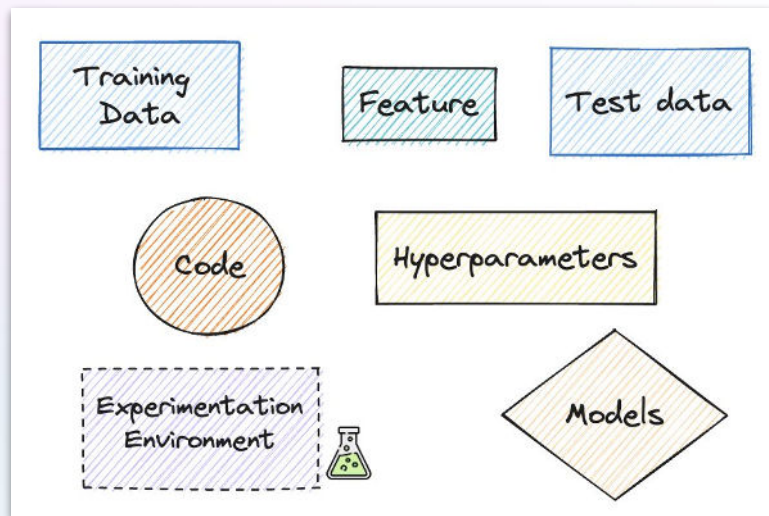 Training
Data
Feature
Test data
Code
Hyperparameters
Experimentation
Environment
Models